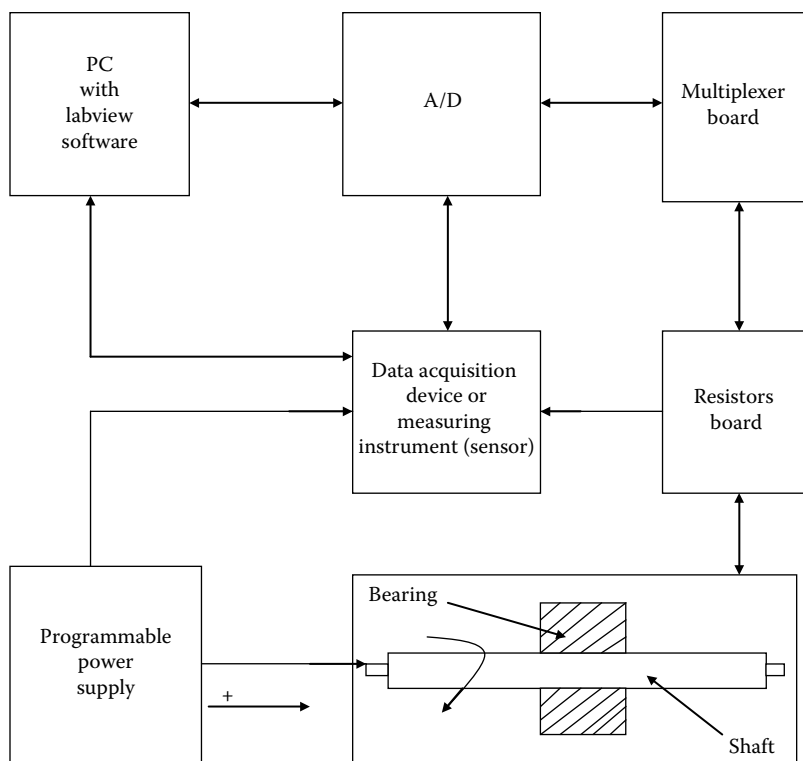 PC
with
labview
software
A/D
Multiplexer
board
Data acquisition
device or
measuring
instrument (sensor)
Resistors
board
Programmable
power
supply
+
Bearing
Shaft